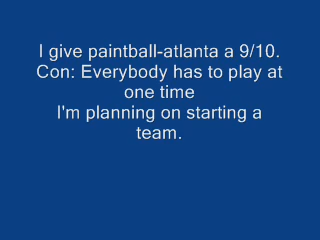 I give paintball-atlanta a 9/10.
Con: Everybody has to play at
one time
I'm planning on starting a
team.